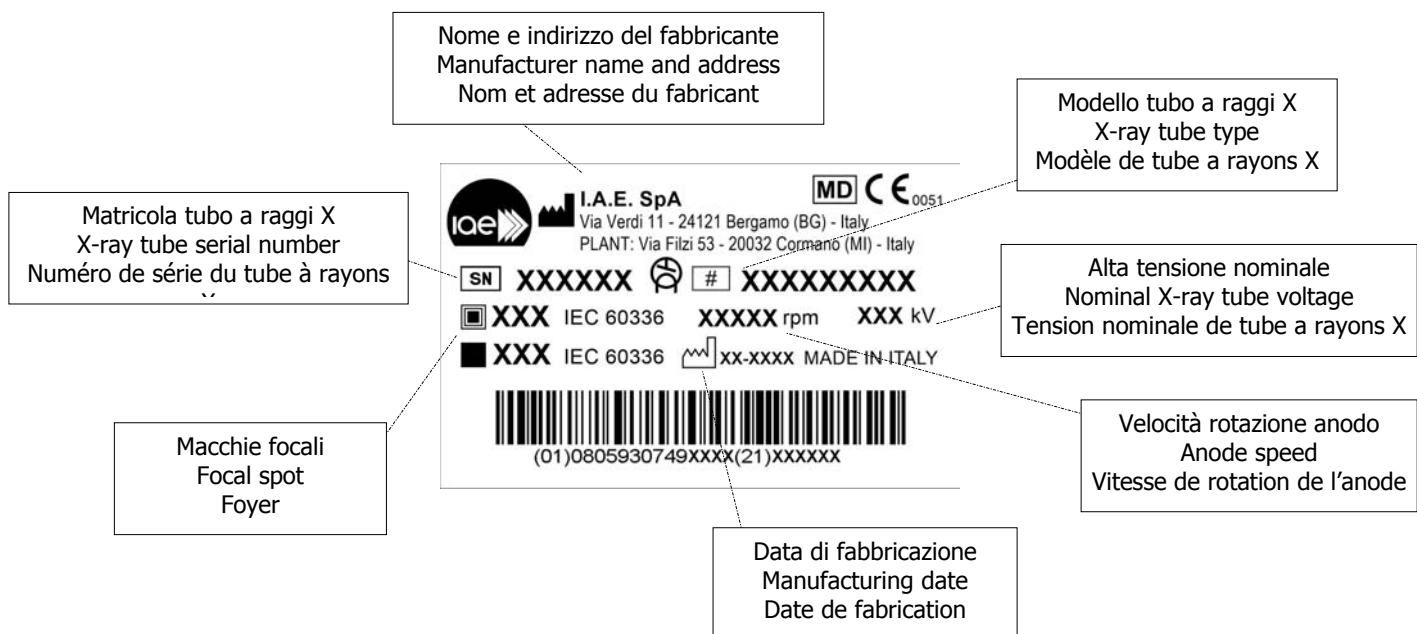 Nome e indirizzo del fabbricante
Manufacturer name and address
Nom et adresse du fabricant
Modello tubo a raggi X
X-ray tube type
Modèle de tube a rayons X
Matricola tubo a raggi X
X-ray tube serial number
Numéro de série du tube à rayons
iae
I.A.E. SpA
MD CE 0051
Via Verdi 11 - 24121 Bergamo (BG) - Italy
PLANT: Via Filzi 53 - 20032 Cormano (MI) - Italy
SN XXXXXX # XXXXXXXXX
XXX IEC 60336 XXXXX rpm XXX kV
XXX IEC 60336 xx-xxxx MADE IN ITALY
(01)0805930749XXXX(21)XXXXXX
Alta tensione nominale
Nominal X-ray tube voltage
Tension nominale de tube a rayons X
Macchie focali
Focal spot
Foyer
Velocità rotazione anodo
Anode speed
Vitesse de rotation de l'anode
Data di fabbricazione
Manufacturing date
Date de fabrication